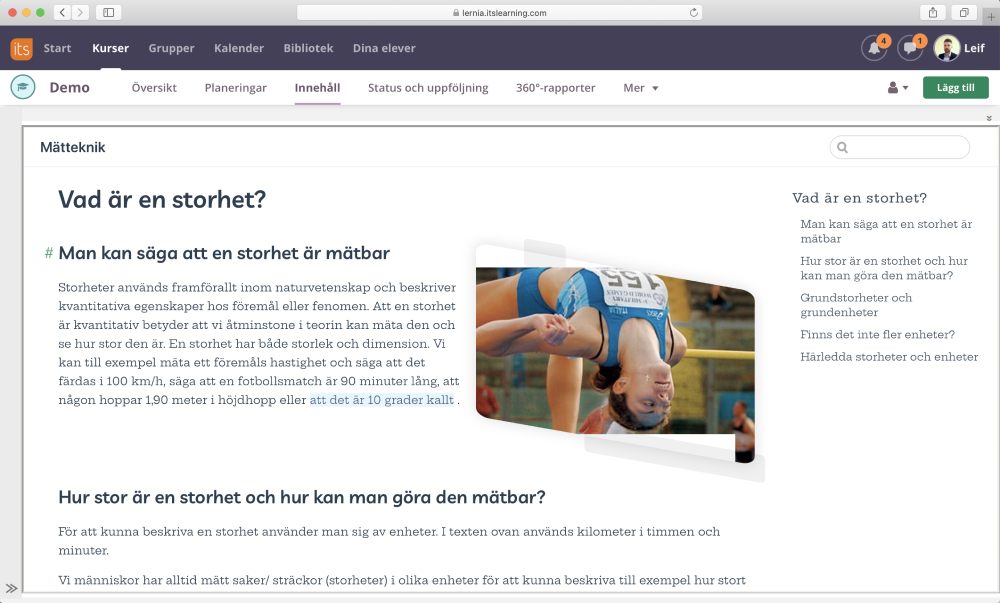 lernia.itslearning.com
its
Start
Kurser
Grupper
Kalender
Bibliotek
Dina elever
4
1
Leif
Demo
Översikt
Planeringar
Innehåll
Status och uppföljning
360°-rapporter
Mer
Lägg till
Mätteknik
Vad är en storhet?
# Man kan säga att en storhet är mätbar
Storheter används framförallt inom naturvetenskap och beskriver
kvantitativa egenskaper hos föremål eller fenomen. Att en storhet
är kvantitativ betyder att vi åtminstone i teorin kan mäta den och
se hur stor den är. En storhet har både storlek och dimension. Vi
kan till exempel mäta ett föremåls hastighet och säga att det
färdas i 100 km/h, säga att en fotbollsmatch är 90 minuter lång, att
någon hoppar 1,90 meter i höjdhopp eller att det är 10 grader kallt .
155
ITALIA
Hur stor är en storhet och hur kan man göra den mätbar?
För att kunna beskriva en storhet använder man sig av enheter. I texten ovan används kilometer i timmen och
minuter.
Vi människor har alltid mätt saker/ sträckor (storheter) i olika enheter för att kunna beskriva till exempel hur stort
Vad är en storhet?
Man kan säga att en storhet är
mätbar
Hur stor är en storhet och hur
kan man göra den mätbar?
Grundstorheter och
grundenheter
Finns det inte fler enheter?
Härledda storheter och enheter